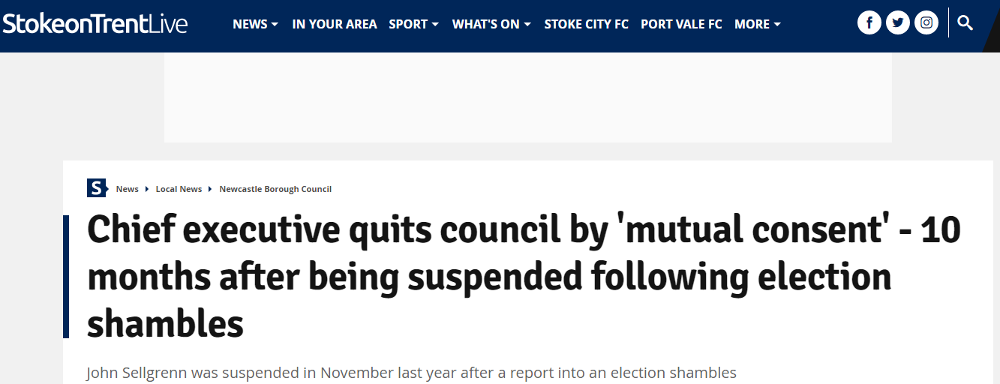 StokeonTrentLive
NEWS IN YOUR AREA SPORT WHAT'S ON STOKE CITY FC PORT VALE FC MORE
S News Local News Newcastle Borough Council
Chief executive quits council by 'mutual consent' - 10
months after being suspended following election
shambles
John Sellgrenn was suspended in November last year after a report into an election shambles